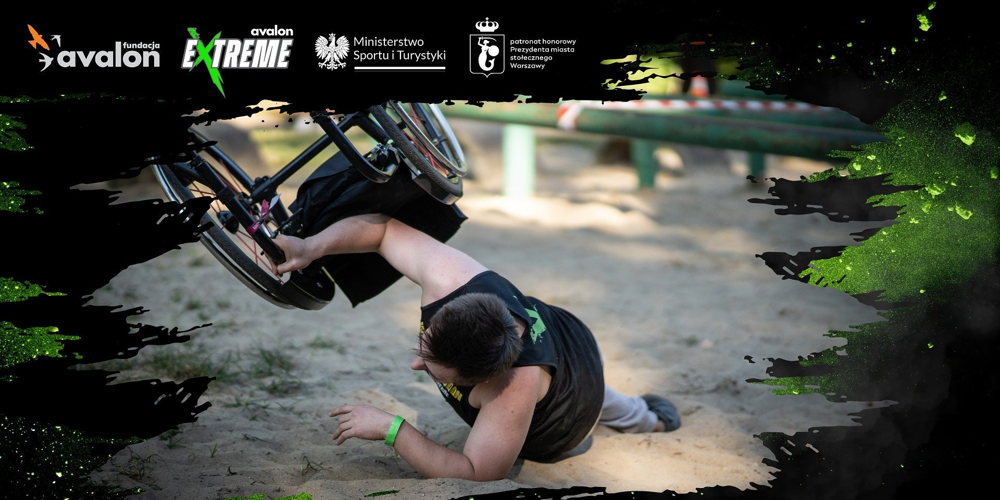 fundacja
avalon
avalon
EXTREME
Ministerstwo
Sportu i Turystyki
patronat honorowy
Prezydenta miasta
stołecznego
Warszawy